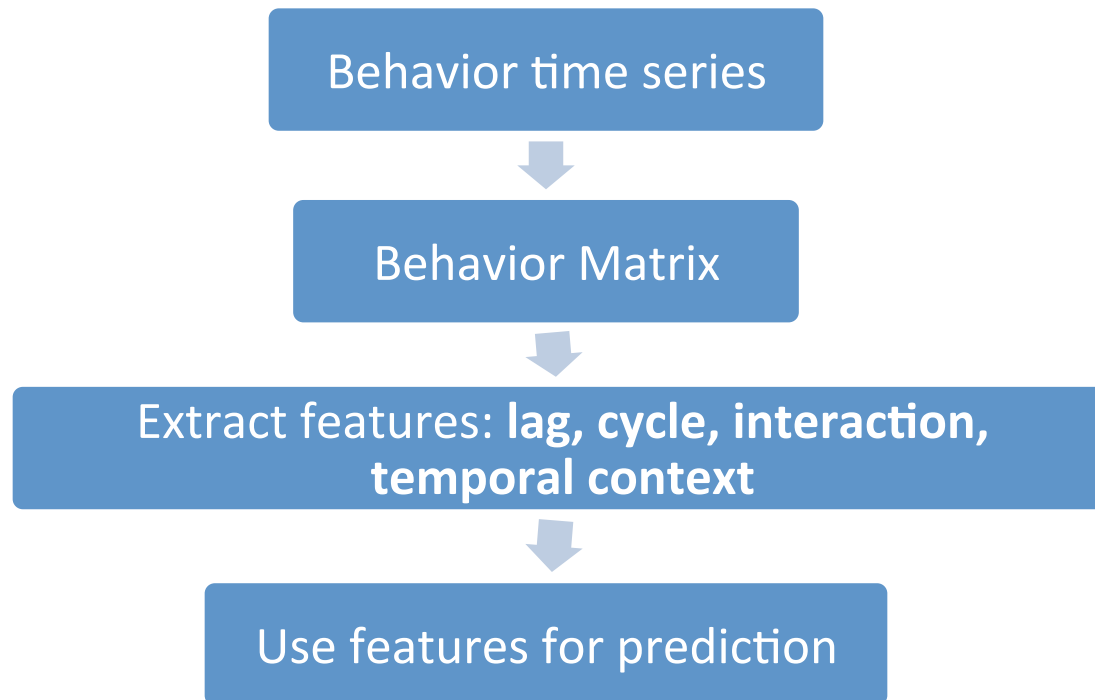 Behavior time series
Behavior Matrix
Extract features: lag, cycle, interaction,
temporal context
Use features for prediction